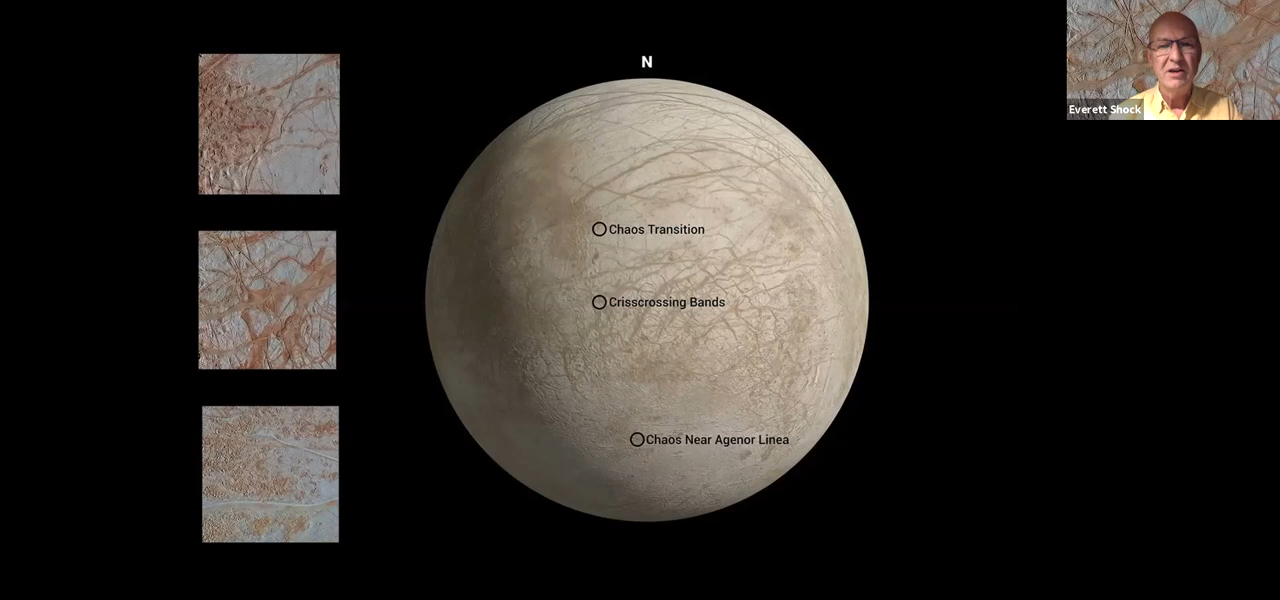 N
Everett Shock
Chaos Transition
Crisscrossing Bands
Chaos Near Agenor Linea